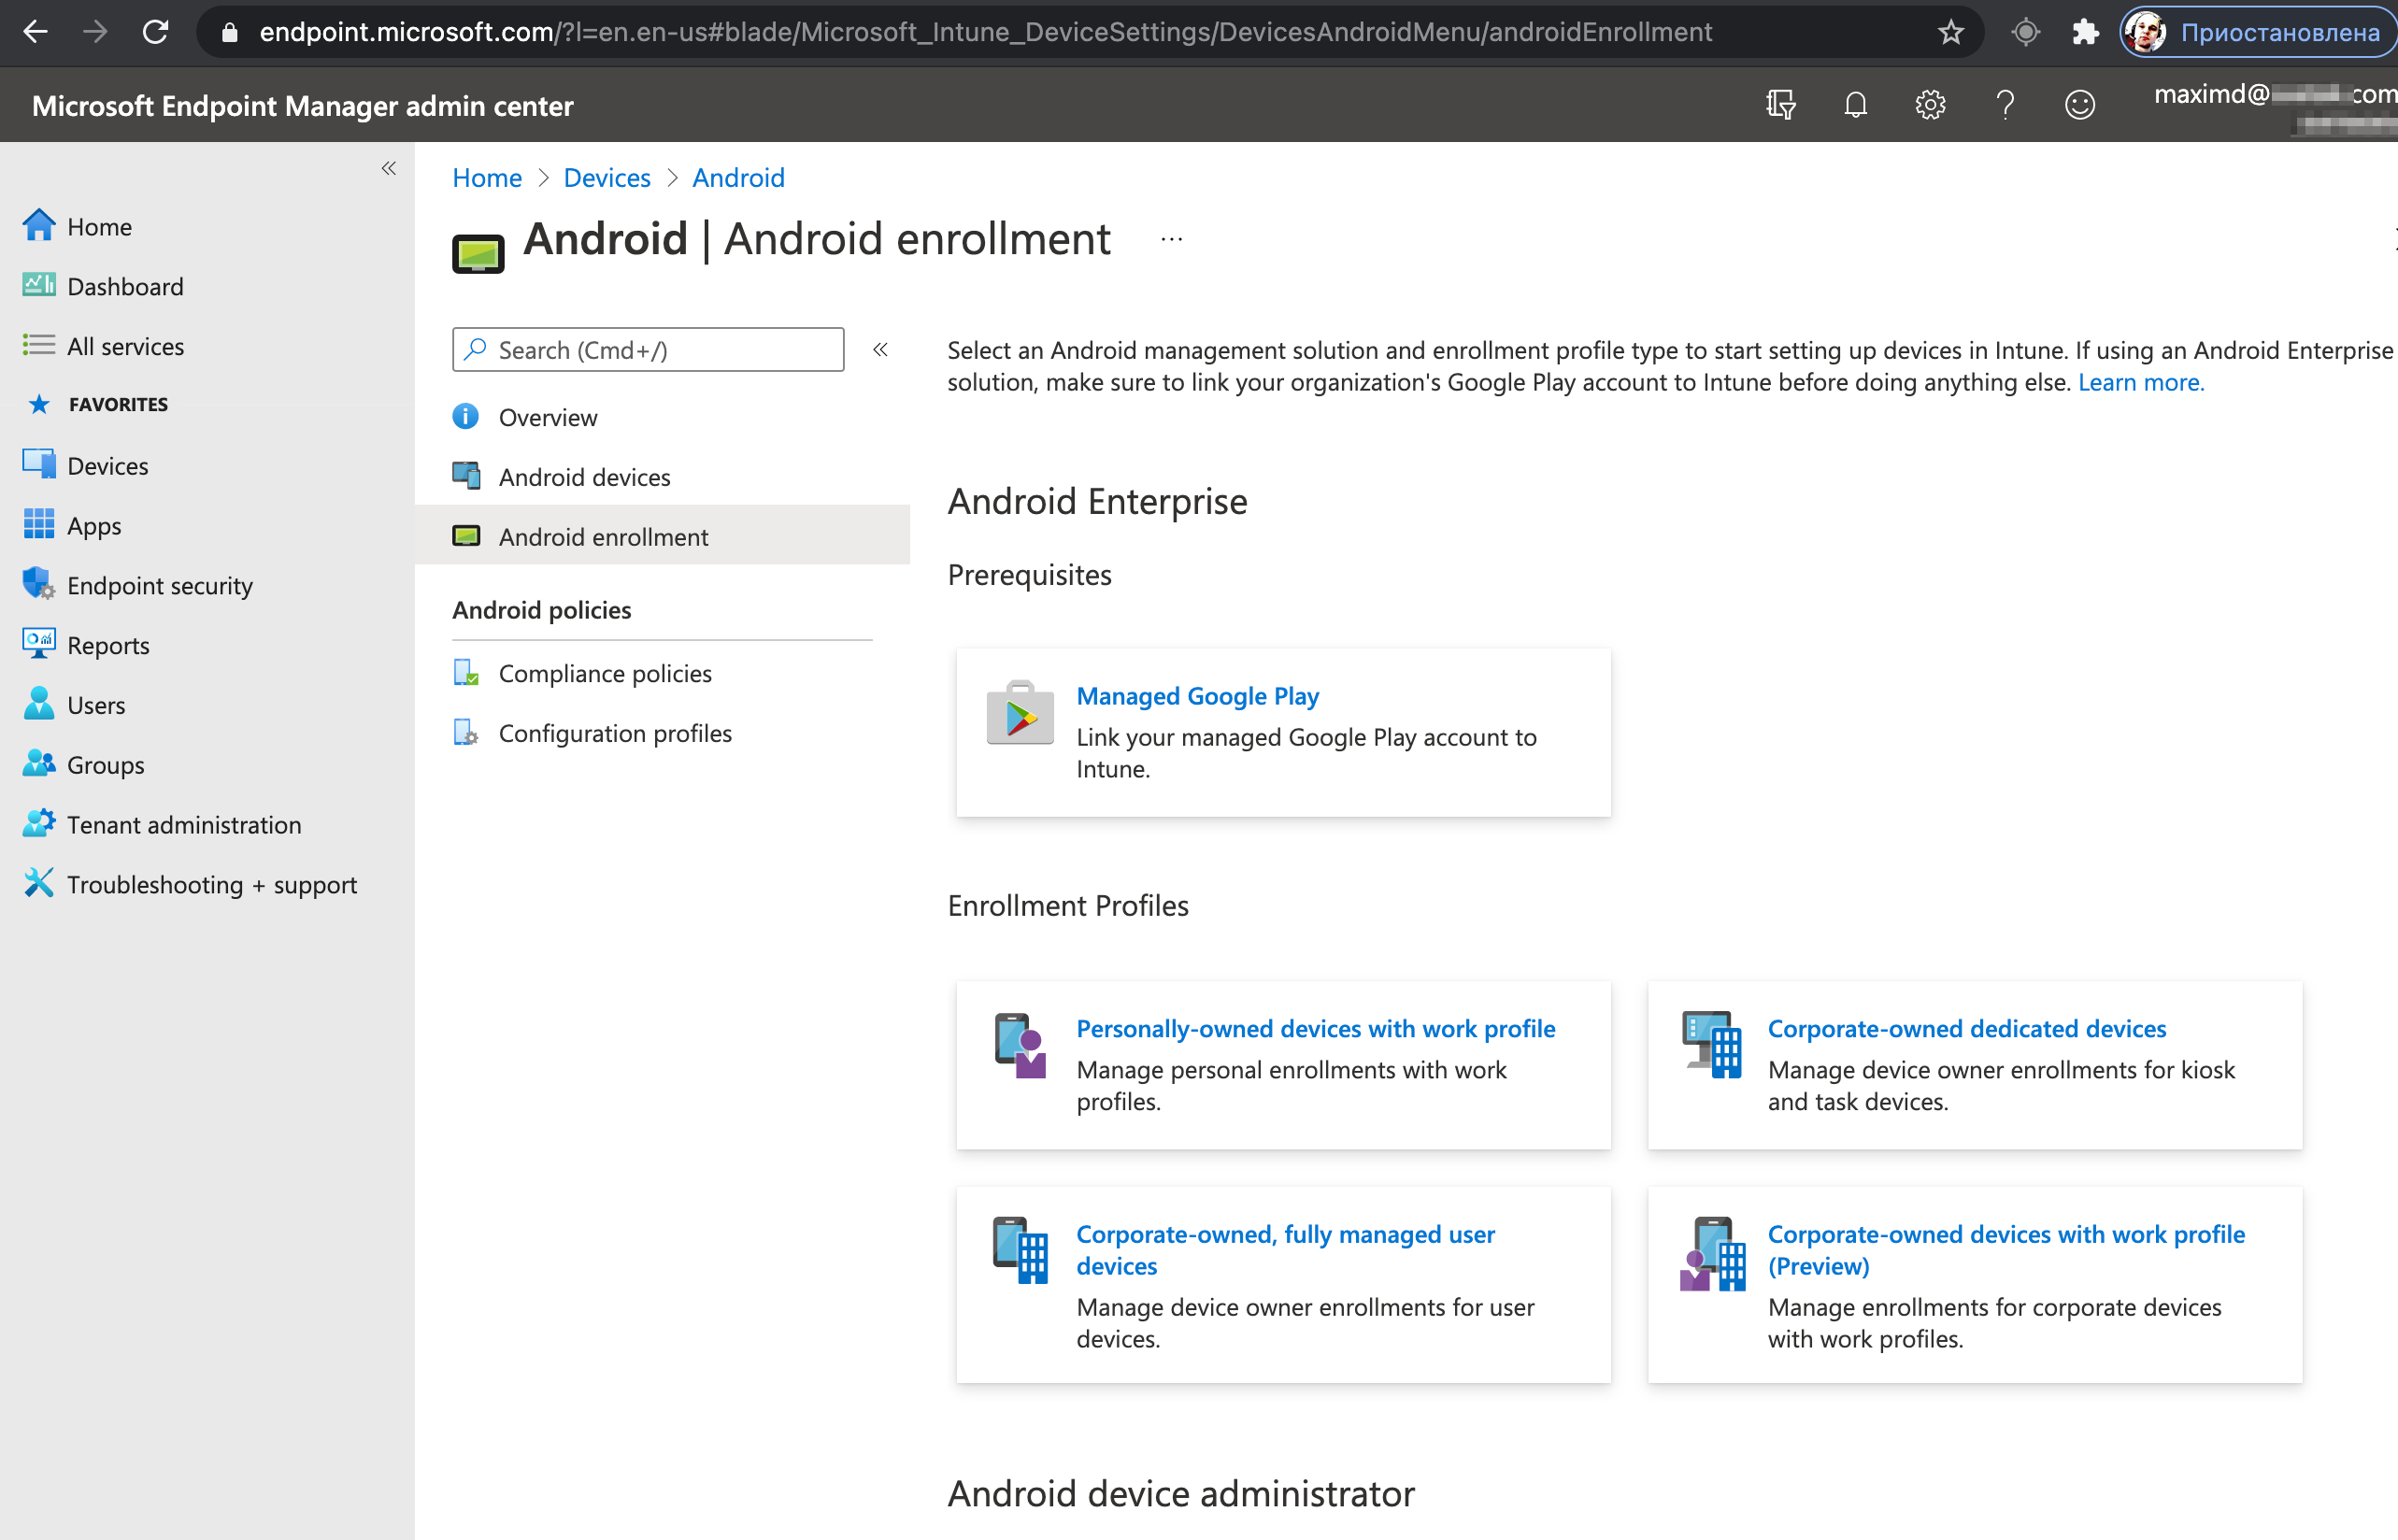 endpoint.microsoft.com/?l=en.en-us#blade/Microsoft_Intune_DeviceSettings/DevicesAndroidMenu/androidEnrollment
Приостановлена
Microsoft Endpoint Manager admin center
maximd@
com
Home
Dashboard
All services
FAVORITES
Devices
Apps
Endpoint security
Reports
Users
Groups
Tenant administration
Troubleshooting + support
Home > Devices > Android
Android | Android enrollment ...
Search (Cmd+/)
Overview
Android devices
Android enrollment
Android policies
Compliance policies
Configuration profiles
Select an Android management solution and enrollment profile type to start setting up devices in Intune. If using an Android Enterprise
solution, make sure to link your organization's Google Play account to Intune before doing anything else. Learn more.
Android Enterprise
Prerequisites
Managed Google Play
Link your managed Google Play account to
Intune.
Enrollment Profiles
Personally-owned devices with work profile
Manage personal enrollments with work
profiles.
Corporate-owned dedicated devices
Manage device owner enrollments for kiosk
and task devices.
Corporate-owned, fully managed user
devices
Manage device owner enrollments for user
devices.
Corporate-owned devices with work profile
(Preview)
Manage enrollments for corporate devices
with work profiles.
Android device administrator